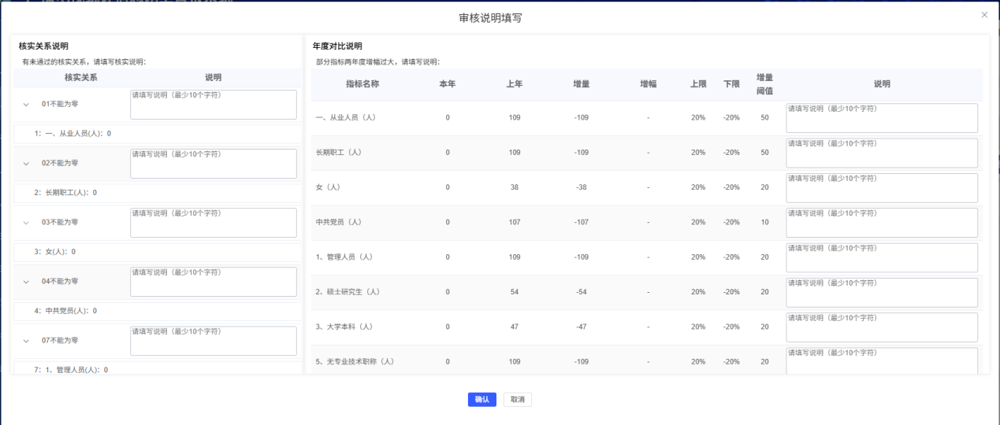 审核说明填写
核实关系说明
有未通过的核实关系，请填写核实说明：
核实关系 说明
01不能为零 请填写说明（最少10个字符）
1：一、从业人员(人)：0
02不能为零 请填写说明（最少10个字符）
2：长期职工(人)：0
03不能为零 请填写说明（最少10个字符）
3：女(人)：0
04不能为零 请填写说明（最少10个字符）
4：中共党员(人)：0
07不能为零 请填写说明（最少10个字符）
7：1、管理人员(人)：0
年度对比说明
部分指标两年度增幅过大，请填写说明：
指标名称 本年 上年 增量 增幅 上限 下限 增量阈值 说明
一、从业人员（人） 0 109 -109 - 20% -20% 50 请填写说明（最少10个字符）
长期职工（人） 0 109 -109 - 20% -20% 50 请填写说明（最少10个字符）
女（人） 0 38 -38 - 20% -20% 20 请填写说明（最少10个字符）
中共党员（人） 0 107 -107 - 20% -20% 10 请填写说明（最少10个字符）
1、管理人员（人） 0 109 -109 - 20% -20% 20 请填写说明（最少10个字符）
2、硕士研究生（人） 0 54 -54 - 20% -20% 20 请填写说明（最少10个字符）
3、大学本科（人） 0 47 -47 - 20% -20% 20 请填写说明（最少10个字符）
5、无专业技术职称（人） 0 109 -109 - 20% -20% 20 请填写说明（最少10个字符）
确认 取消